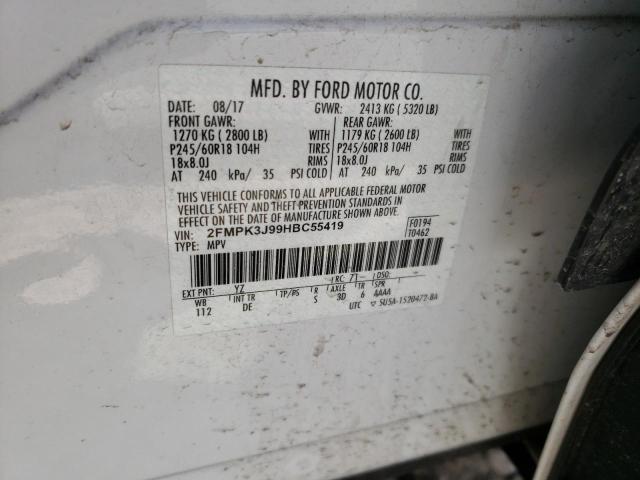 MFD. BY FORD MOTOR CO.
DATE: 08/17 GVWR: 2413 KG ( 5320 LB)
FRONT GAWR: REAR GAWR:
1270 KG ( 2800 LB) WITH 1179 KG ( 2600 LB) WITH
P245/60R18 104H TIRES P245/60R18 104H TIRES
18x8.0J RIMS 18x8.0J RIMS
AT 240 kPa/ 35 PSI COLD AT 240 kPa/ 35 PSI COLD
THIS VEHICLE CONFORMS TO ALL APPLICABLE FEDERAL MOTOR
VEHICLE SAFETY AND THEFT PREVENTION STANDARDS IN
EFFECT ON THE DATE OF MANUFACTURE SHOWN ABOVE.
VIN: 2FMPK3J99HBC55419 F0194
TYPE: MPV T0462
EXT PNT: YZ RC: 71 DSO:
WB INT TR TP/PS R AXLE TR SPR
112 DE S 3D 6 AAAA
UTC 5U5A-1520472-BA